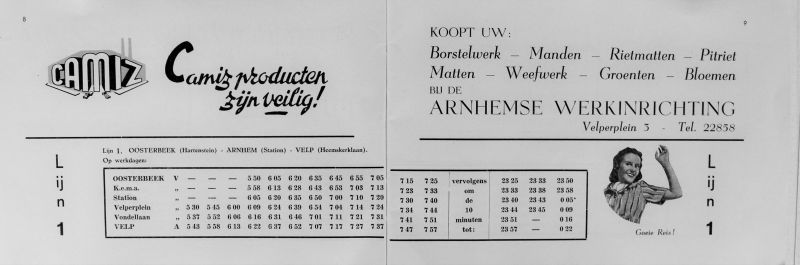 8
CAMIZ
Camiz producten
zijn veilig!
Lijn 1. OOSTERBEEK (Hartenstein) - ARNHEM (Station) - VELP (Heemskerklaan).
Op werkdagen:
L
ij
n
1
OOSTERBEEK V — — — 5 50 6 05 6 20 6 35 6 45 6 55 7 05
K.e.m.a. „ — — — 5 58 6 13 6 28 6 43 6 53 7 03 7 13
Station „ — — — 6 05 6 20 6 35 6 50 7 00 7 10 7 20
Velperplein „ 5 30 5 45 6 00 6 09 6 24 6 39 6 54 7 04 7 14 7 24
Vondellaan „ 5 37 5 52 6 06 6 16 6 31 6 46 7 01 7 11 7 21 7 31
VELP A 5 43 5 58 6 13 6 22 6 37 6 52 7 07 7 17 7 27 7 37
9
KOOPT UW:
Borstelwerk — Manden — Rietmatten — Pitriet
Matten — Weefwerk — Groenten — Bloemen
BIJ DE
ARNHEMSE WERKINRICHTING
Velperplein 3 - Tel. 22858
7 15 7 25 vervolgens 23 25 23 33 23 50
7 23 7 33 om 23 33 23 38 23 58
7 30 7 40 de 23 40 23 43 0 05*
7 34 7 44 10 23 44 23 45 0 09
7 41 7 51 minuten 23 51 — 0 16
7 47 7 57 tot: 23 57 — 0 22
Goeie Reis!
L
ij
n
1